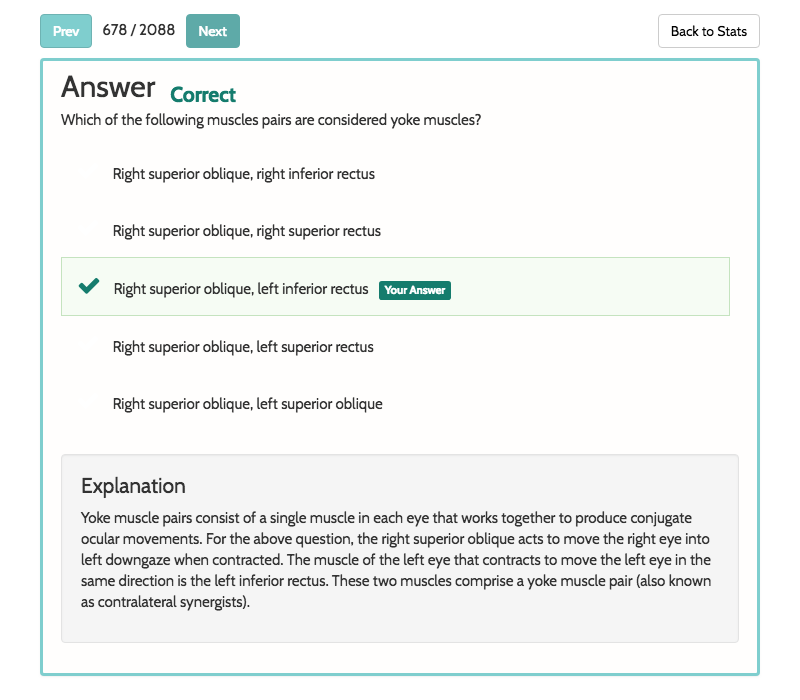 Prev 678 / 2088 Next Back to Stats
Answer Correct
Which of the following muscles pairs are considered yoke muscles?
Right superior oblique, right inferior rectus
Right superior oblique, right superior rectus
Right superior oblique, left inferior rectus Your Answer
Right superior oblique, left superior rectus
Right superior oblique, left superior oblique
Explanation
Yoke muscle pairs consist of a single muscle in each eye that works together to produce conjugate
ocular movements. For the above question, the right superior oblique acts to move the right eye into
left downgaze when contracted. The muscle of the left eye that contracts to move the left eye in the
same direction is the left inferior rectus. These two muscles comprise a yoke muscle pair (also known
as contralateral synergists).